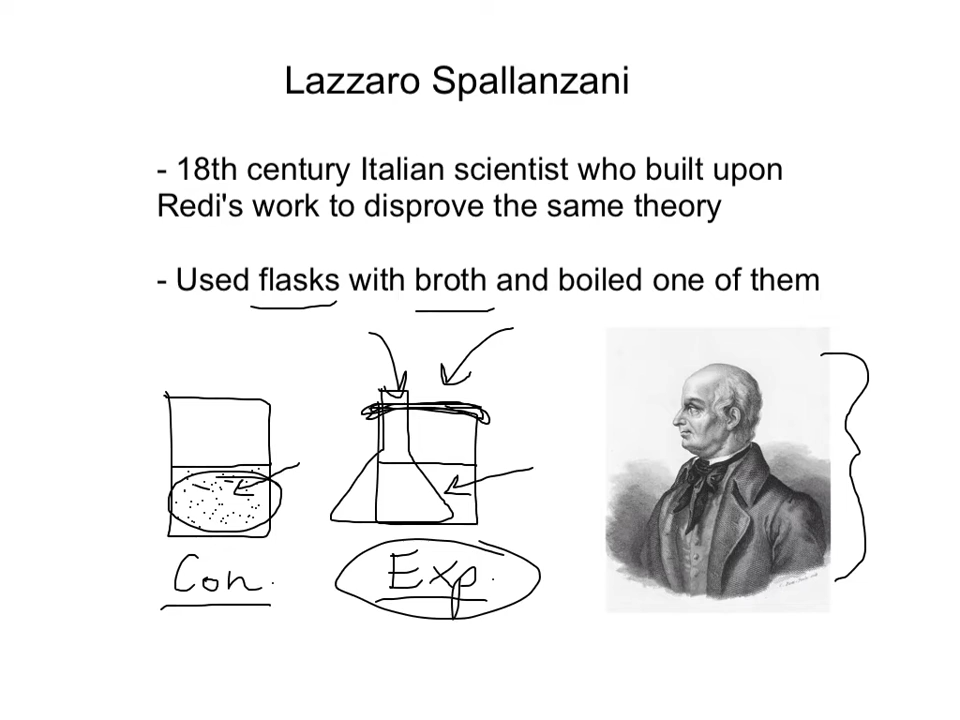 Lazzaro Spallanzani
- 18th century Italian scientist who built upon
Redi's work to disprove the same theory
- Used flasks with broth and boiled one of them
Con.
Exp.